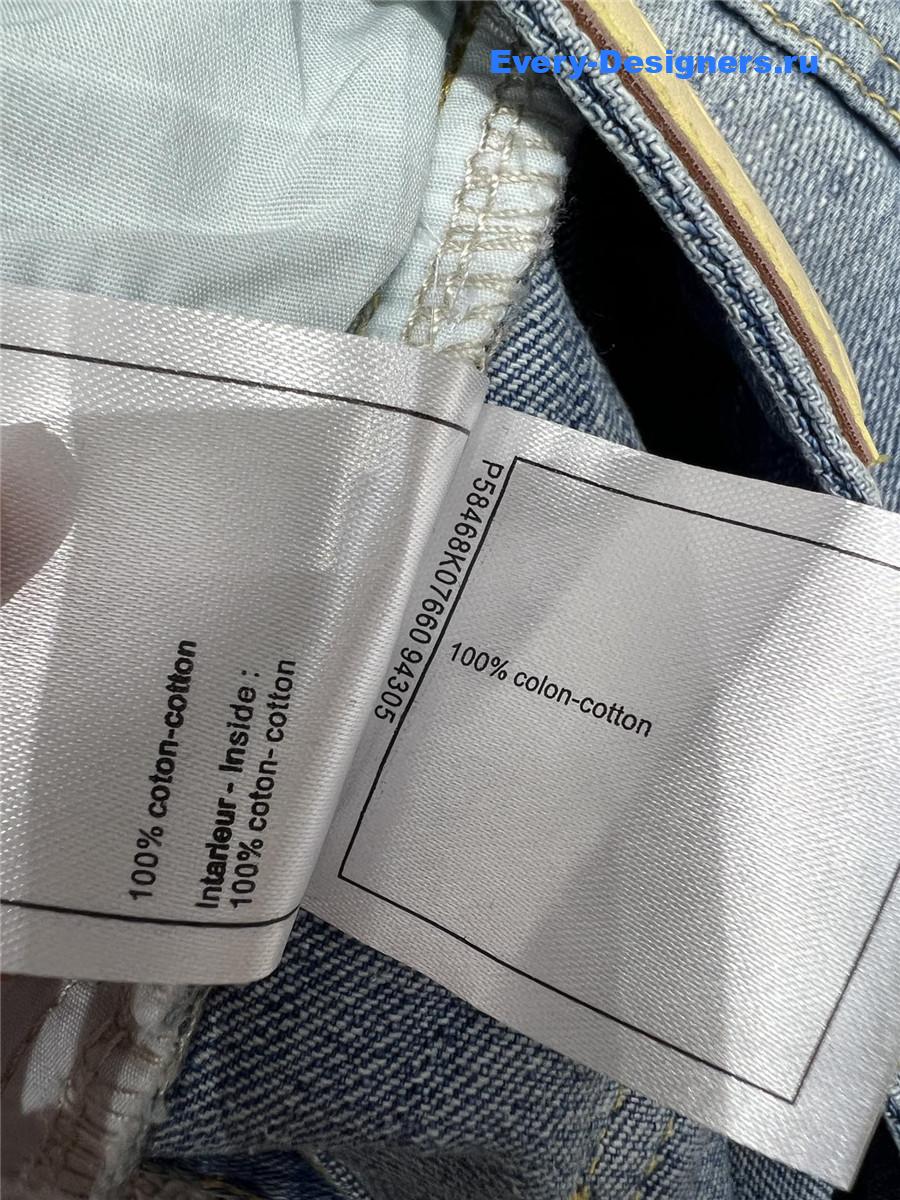 Every-Designers.ru
100% coton-cotton
Intarleur - Inside :
100% coton-cotton
P58468K07660 94305
100% colon-cotton